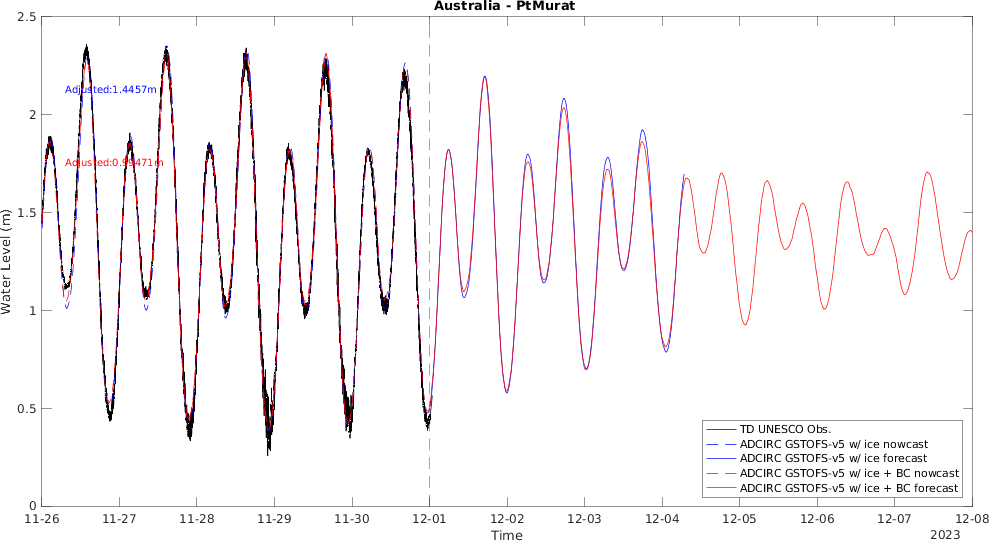 Australia - PtMurat
2.5
2
1.5
1
0.5
0
Water Level (m)
Adjusted:1.4457m
Adjusted:0.99471m
TD UNESCO Obs.
ADCIRC GSTOFS-v5 w/ ice nowcast
ADCIRC GSTOFS-v5 w/ ice forecast
ADCIRC GSTOFS-v5 w/ ice + BC nowcast
ADCIRC GSTOFS-v5 w/ ice + BC forecast
11-26 11-27 11-28 11-29 11-30 12-01 12-02 12-03 12-04 12-05 12-06 12-07 12-08
Time
2023